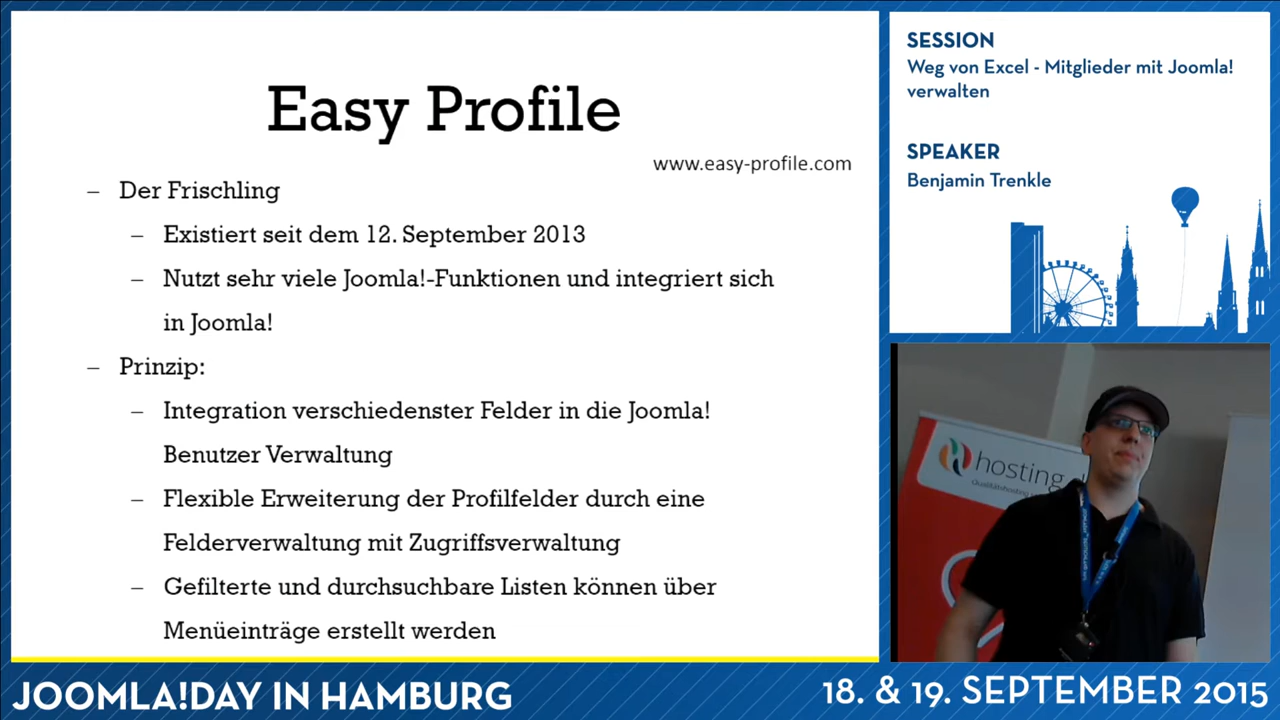 Easy Profile
www.easy-profile.com
– Der Frischling
– Existiert seit dem 12. September 2013
– Nutzt sehr viele Joomla!-Funktionen und integriert sich
in Joomla!
– Prinzip:
– Integration verschiedenster Felder in die Joomla!
Benutzer Verwaltung
– Flexible Erweiterung der Profilfelder durch eine
Felderverwaltung mit Zugriffsverwaltung
– Gefilterte und durchsuchbare Listen können über
Menüeinträge erstellt werden
SESSION
Weg von Excel - Mitglieder mit Joomla!
verwalten
SPEAKER
Benjamin Trenkle
hosting
JOOMLA!DAY IN HAMBURG
18. & 19. SEPTEMBER 2015